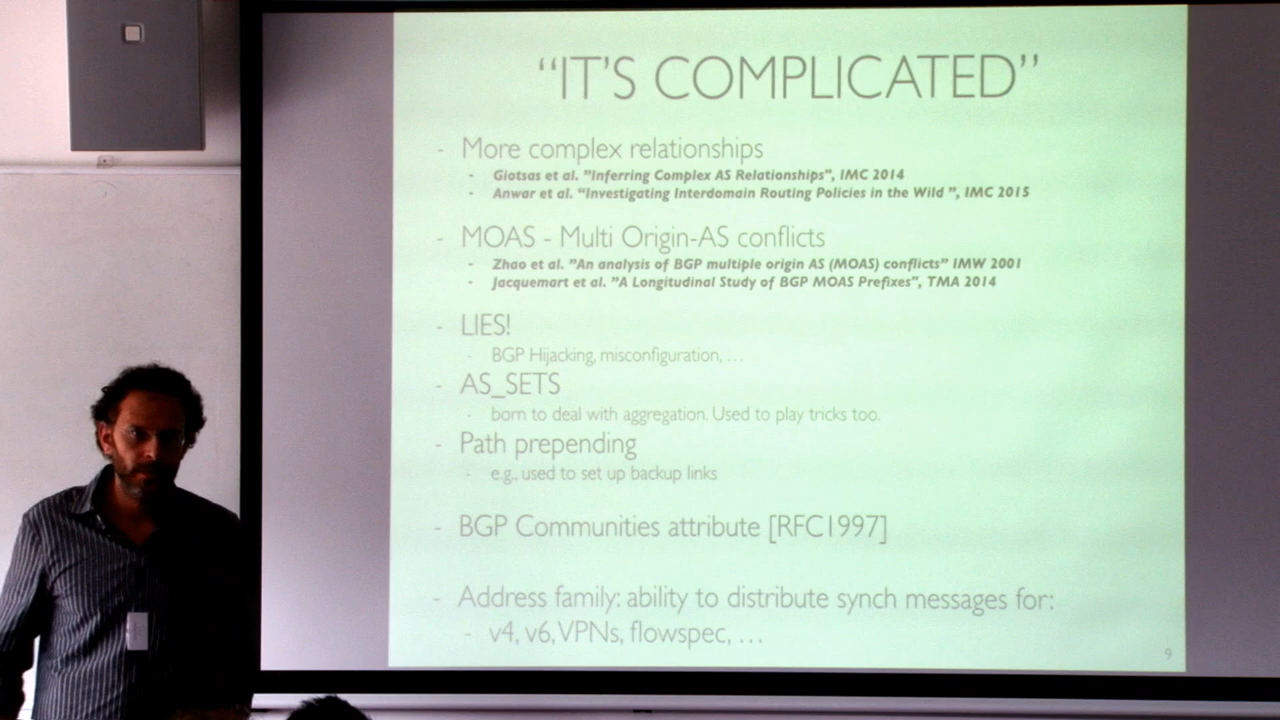 “IT’S COMPLICATED”
- More complex relationships
- Giotsas et al. ”Inferring Complex AS Relationships”, IMC 2014
- Anwar et al. “Investigating Interdomain Routing Policies in the Wild ”, IMC 2015
- MOAS - Multi Origin-AS conflicts
- Zhao et al. ”An analysis of BGP multiple origin AS (MOAS) conflicts” IMW 2001
- Jacquemart et al. ”A Longitudinal Study of BGP MOAS Prefixes”, TMA 2014
- LIES!
- BGP Hijacking, misconfiguration, …
- AS_SETS
- born to deal with aggregation. Used to play tricks too.
- Path prepending
- e.g., used to set up backup links
- BGP Communities attribute [RFC1997]
- Address family: ability to distribute synch messages for:
- v4, v6, VPNs, flowspec, …
9